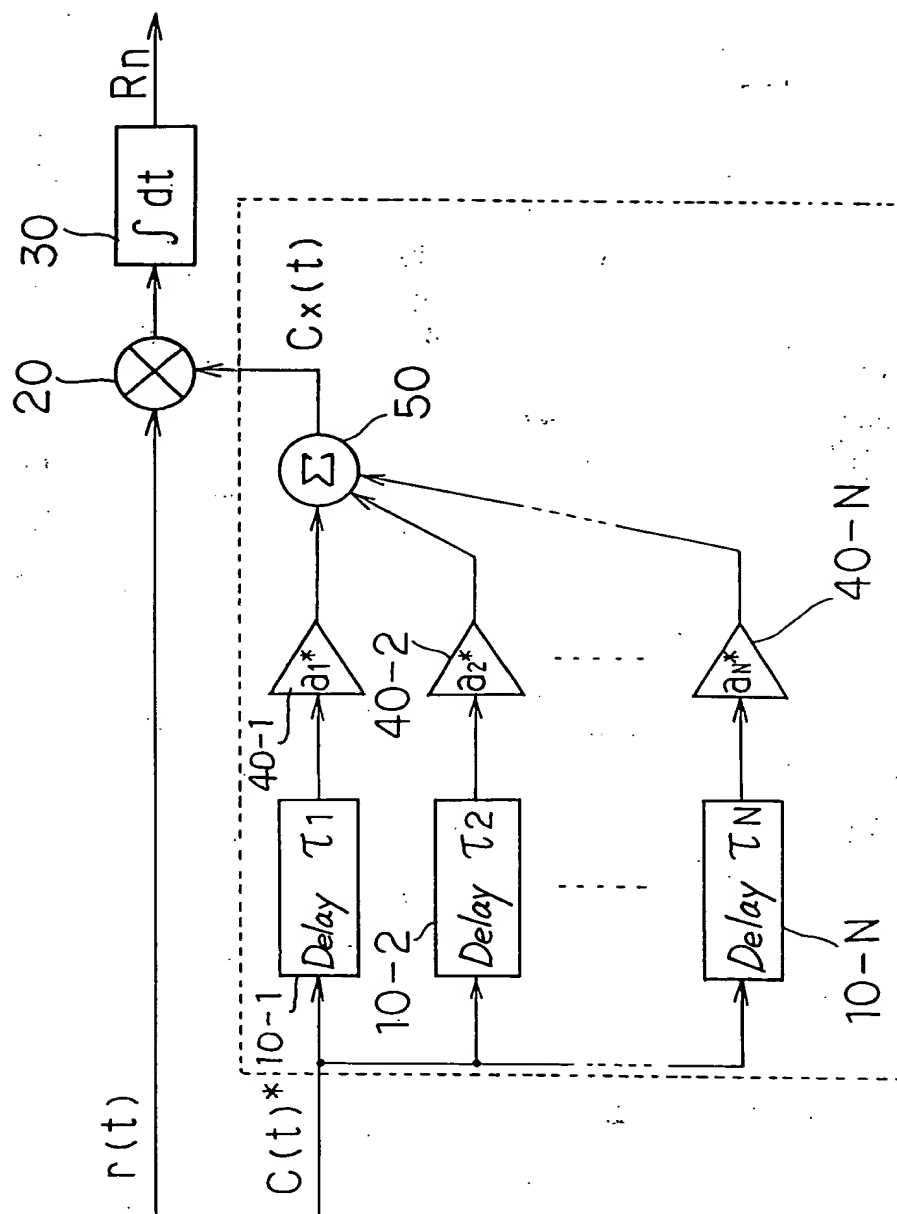 r(t)
20
30
∫dt
Rn
C(t)*
10-1
Delay τ1
40-1
a1*
Σ
50
Cx(t)
10-2
Delay τ2
40-2
a2*
10-N
Delay τN
40-N
aN*